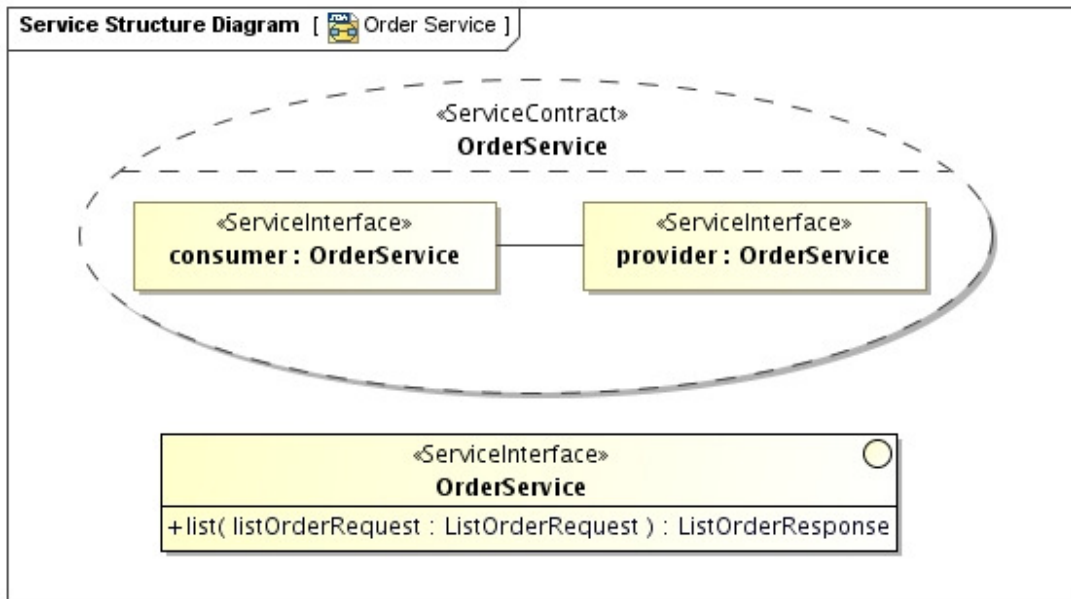 Service Structure Diagram [ Order Service ]
«ServiceContract»
OrderService
«ServiceInterface»
consumer : OrderService
«ServiceInterface»
provider : OrderService
«ServiceInterface»
OrderService
+list( listOrderRequest : ListOrderRequest ) : ListOrderResponse